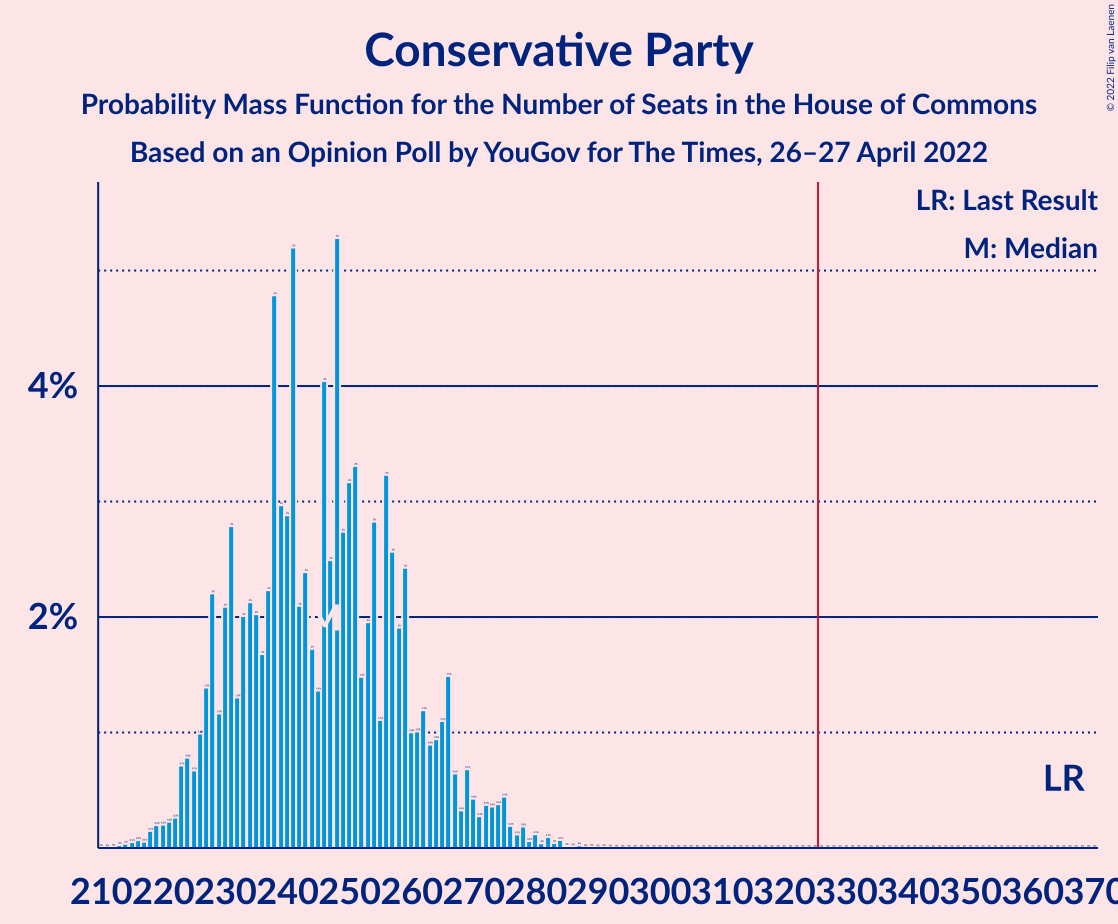 Conservative Party
Probability Mass Function for the Number of Seats in the House of Commons
Based on an Opinion Poll by YouGov for The Times, 26–27 April 2022
© 2022 Filip van Laenen
LR: Last Result
M: Median
4%
2%
LR
210220230240250260270280290300310320330340350360370